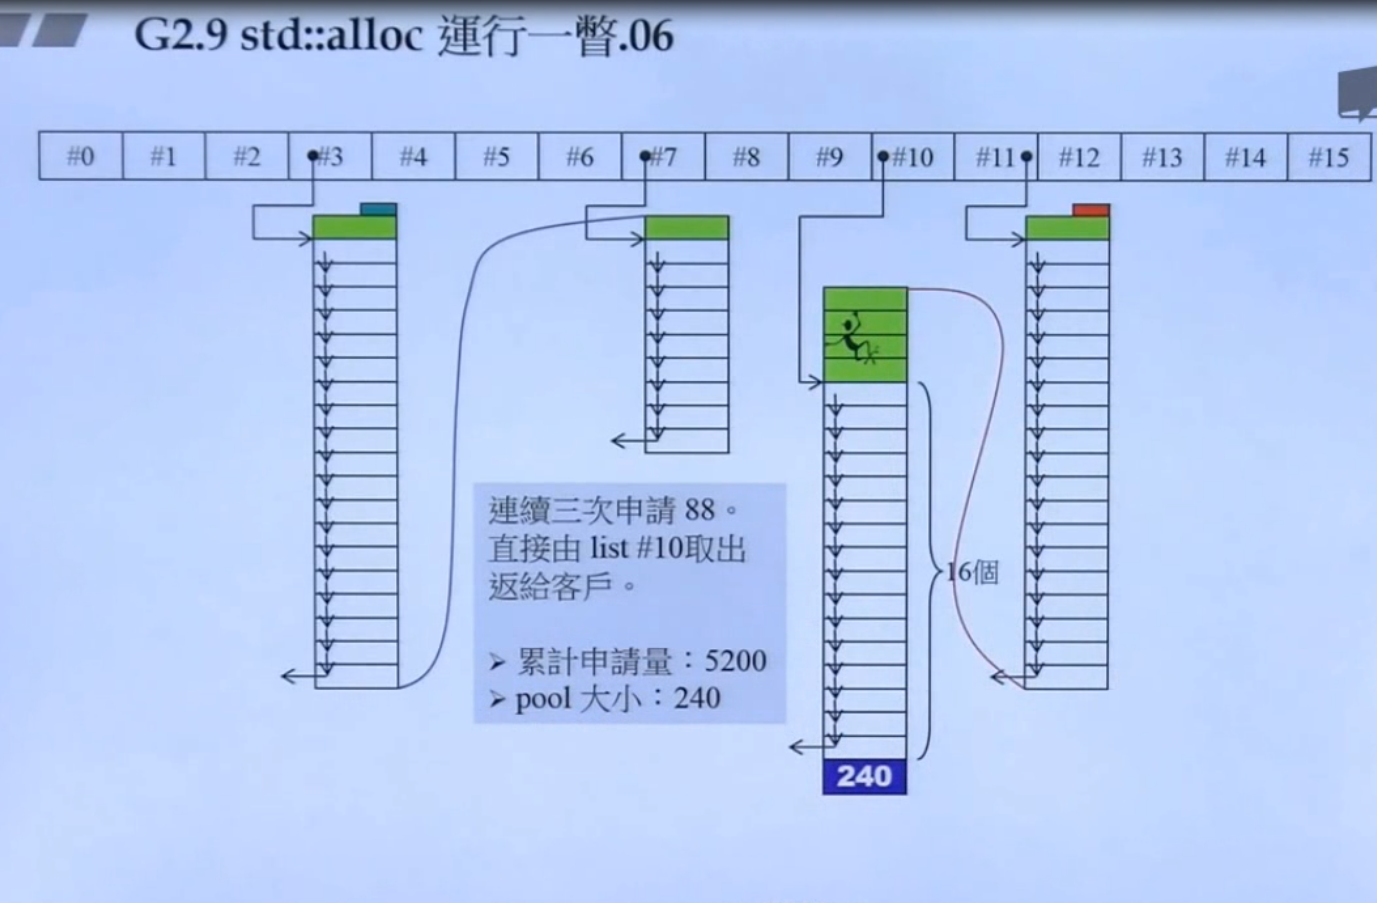 G2.9 std::alloc 運行一瞥.06
#0 #1 #2 #3 #4 #5 #6 #7 #8 #9 #10 #11 #12 #13 #14 #15
連續三次申請 88。
直接由 list #10取出
返給客戶。
16個
➢ 累計申請量：5200
➢ pool 大小：240
240